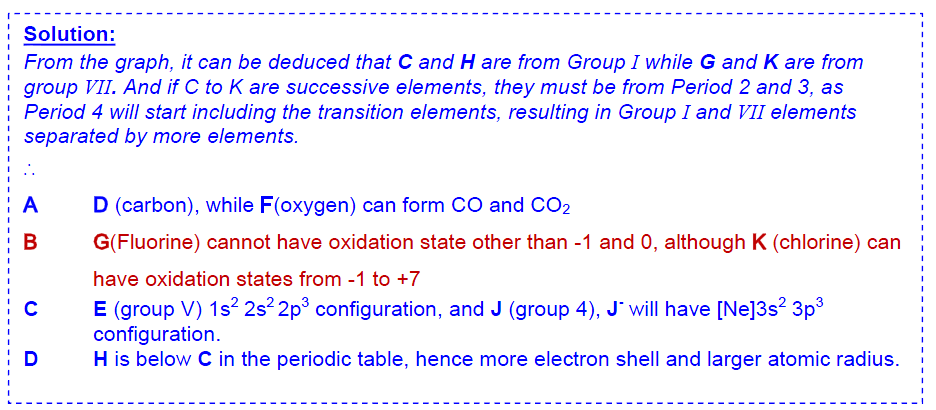 Solution:
From the graph, it can be deduced that C and H are from Group I while G and K are from
group VII. And if C to K are successive elements, they must be from Period 2 and 3, as
Period 4 will start including the transition elements, resulting in Group I and VII elements
separated by more elements.
∴
A D (carbon), while F(oxygen) can form CO and CO₂
B G(Fluorine) cannot have oxidation state other than -1 and 0, although K (chlorine) can
have oxidation states from -1 to +7
C E (group V) 1s² 2s² 2p³ configuration, and J (group 4), J⁻ will have [Ne]3s² 3p³
configuration.
D H is below C in the periodic table, hence more electron shell and larger atomic radius.